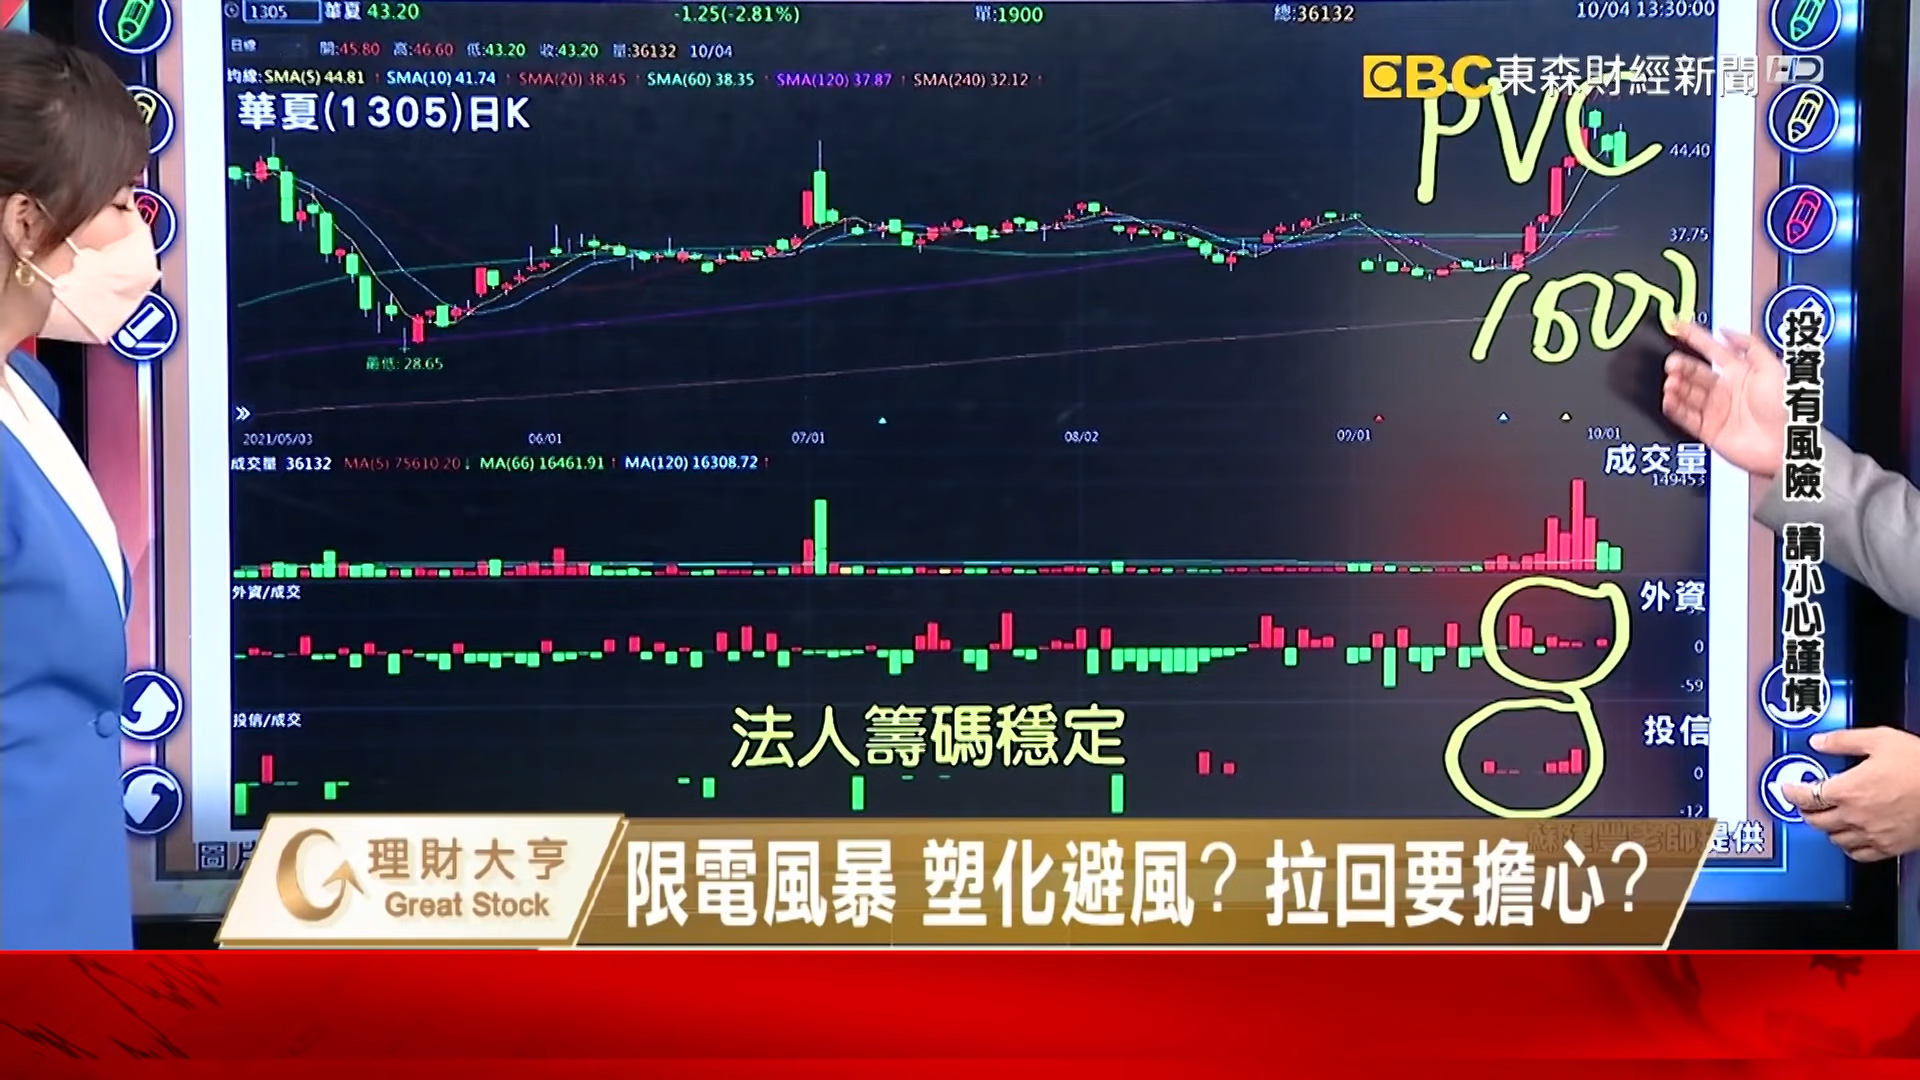 1305 華夏 43.20 -1.25(-2.81%) 單:1900 總:36132 10/04 13:30:00
日線 開:45.80 高:46.60 低:43.20 收:43.20 量:36132 10/04
均線: SMA(5) 44.81 ↑ SMA(10) 41.74 ↑ SMA(20) 38.45 ↑ SMA(60) 38.35 ↑ SMA(120) 37.87 ↑ SMA(240) 32.12 ↑
EBC 東森財經新聞 HD
華夏(1305)日K
PVC
44.40
37.75
1800
最低: 28.65
投資有風險 請小心謹慎
2021/05/03 06/01 07/01 08/02 09/01 10/01
成交量 36132 MA(5) 75610.20↓ MA(66) 16461.91↑ MA(120) 16308.72↑
成交量
149453
外資/成交
外資
0
-59
投信/成交
投信
法人籌碼穩定
0
-12
提供
理財大亨
Great Stock
限電風暴 塑化避風? 拉回要擔心?